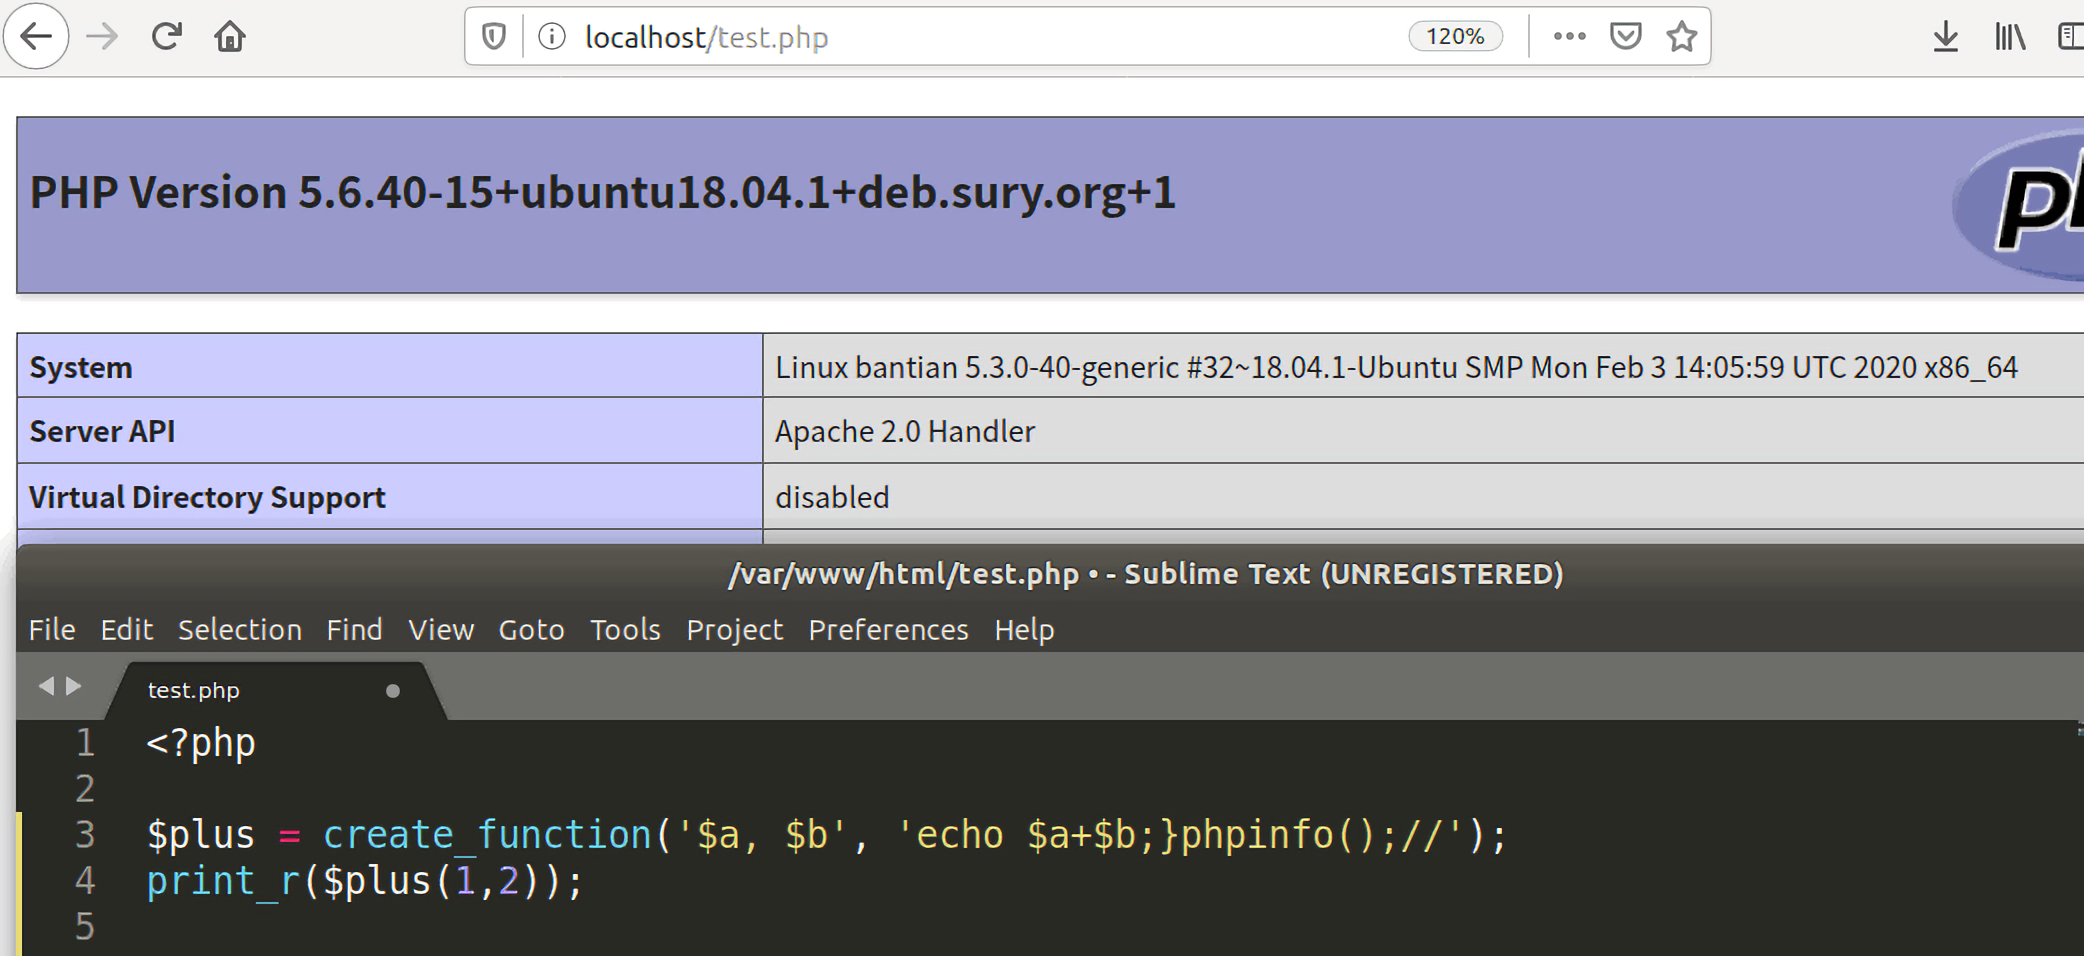 localhost/test.php 120%
PHP Version 5.6.40-15+ubuntu18.04.1+deb.sury.org+1
System Linux bantian 5.3.0-40-generic #32~18.04.1-Ubuntu SMP Mon Feb 3 14:05:59 UTC 2020 x86_64
Server API Apache 2.0 Handler
Virtual Directory Support disabled
/var/www/html/test.php • - Sublime Text (UNREGISTERED)
File Edit Selection Find View Goto Tools Project Preferences Help
test.php
1 <?php
2
3 $plus = create_function('$a, $b', 'echo $a+$b;}phpinfo();//');
4 print_r($plus(1,2));
5